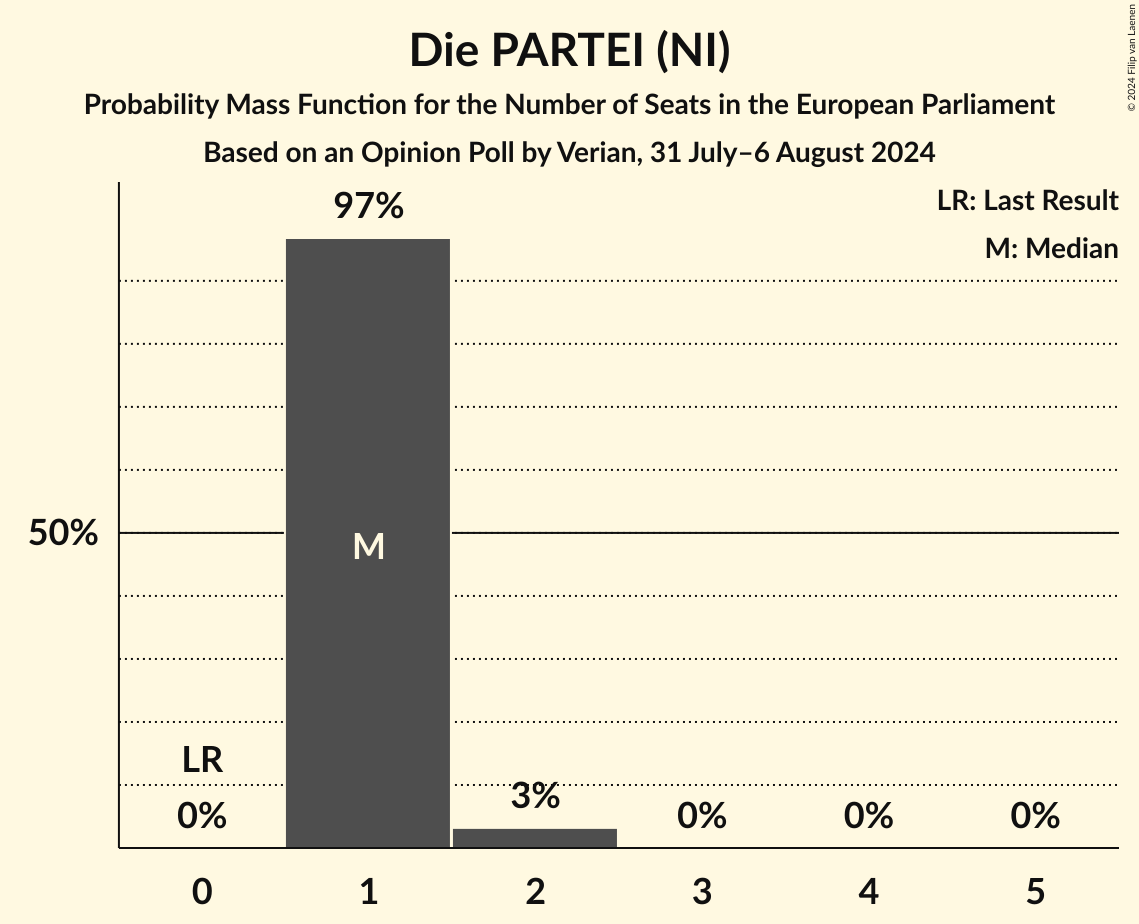 Die PARTEI (NI)
Probability Mass Function for the Number of Seats in the European Parliament
Based on an Opinion Poll by Verian, 31 July–6 August 2024
© 2024 Filip van Laenen
LR: Last Result
M: Median
97%
50%
M
LR
0%
3%
0%
0%
0%
0
1
2
3
4
5